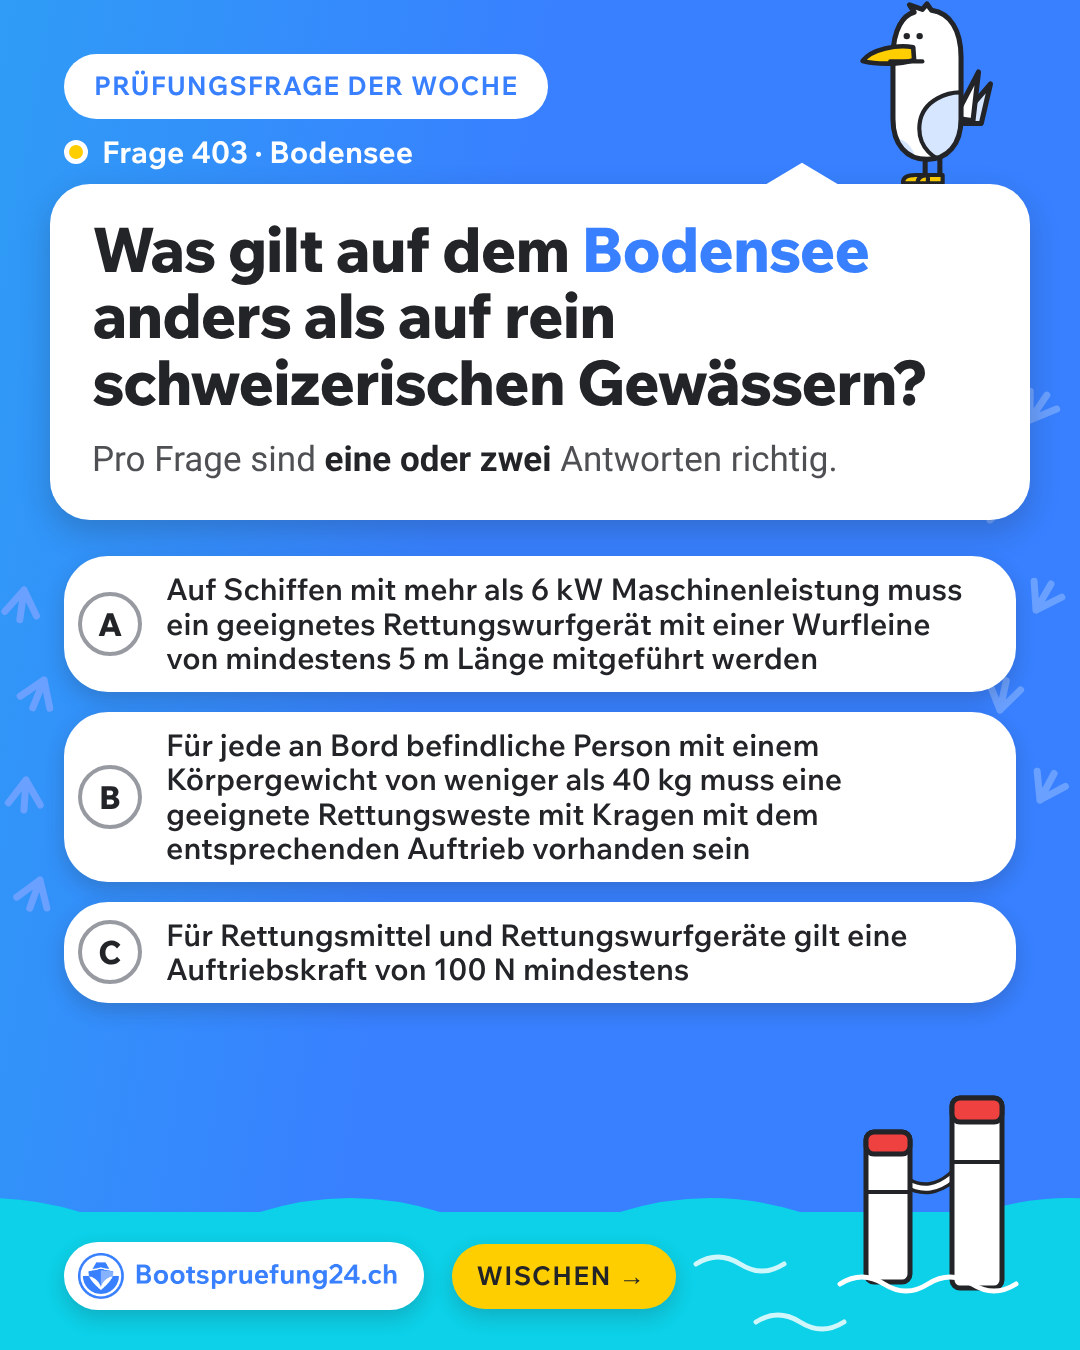 PRÜFUNGSFRAGE DER WOCHE
Frage 403 · Bodensee
Was gilt auf dem Bodensee
anders als auf rein
schweizerischen Gewässern?
Pro Frage sind eine oder zwei Antworten richtig.
A
Auf Schiffen mit mehr als 6 kW Maschinenleistung muss
ein geeignetes Rettungswurfgerät mit einer Wurfleine
von mindestens 5 m Länge mitgeführt werden
B
Für jede an Bord befindliche Person mit einem
Körpergewicht von weniger als 40 kg muss eine
geeignete Rettungsweste mit Kragen mit dem
entsprechenden Auftrieb vorhanden sein
C
Für Rettungsmittel und Rettungswurfgeräte gilt eine
Auftriebskraft von 100 N mindestens
Bootspruefung24.ch
WISCHEN →